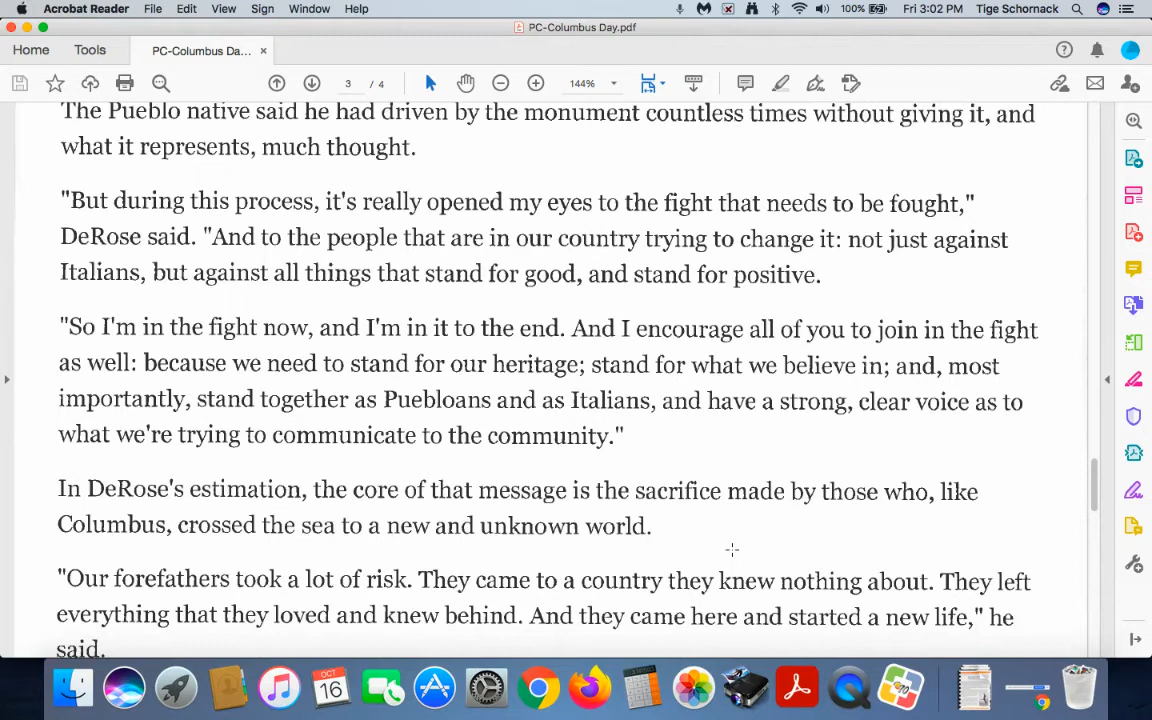 Acrobat Reader File Edit View Sign Window Help 100% Fri 3:02 PM Tige Schornack
PC-Columbus Day.pdf
Home Tools PC-Columbus Da... ×
3 / 4 144%
The Pueblo native said he had driven by the monument countless times without giving it, and
what it represents, much thought.
"But during this process, it's really opened my eyes to the fight that needs to be fought,"
DeRose said. "And to the people that are in our country trying to change it: not just against
Italians, but against all things that stand for good, and stand for positive.
"So I'm in the fight now, and I'm in it to the end. And I encourage all of you to join in the fight
as well: because we need to stand for our heritage; stand for what we believe in; and, most
importantly, stand together as Puebloans and as Italians, and have a strong, clear voice as to
what we're trying to communicate to the community."
In DeRose's estimation, the core of that message is the sacrifice made by those who, like
Columbus, crossed the sea to a new and unknown world.
"Our forefathers took a lot of risk. They came to a country they knew nothing about. They left
everything that they loved and knew behind. And they came here and started a new life," he
said.
OCT
16